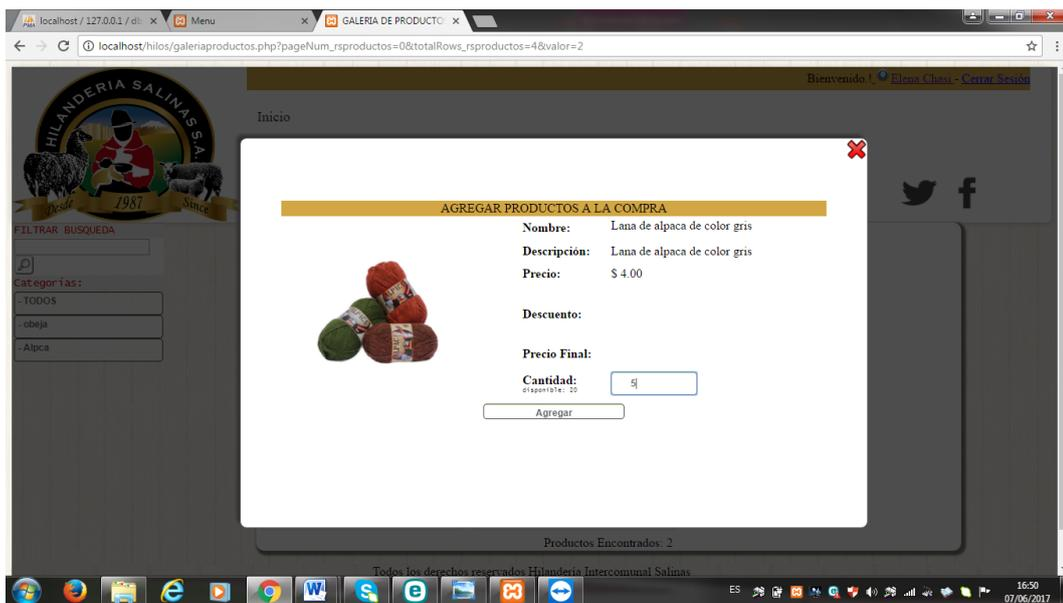 localhost / 127.0.0.1 / db
Menu
GALERIA DE PRODUCTO
localhost/hilos/galeriaproductos.php?pageNum_rsproductos=0&totalRows_rsproductos=4&valor=2
HILANDERIA SALINAS S.A.
Desde 1987 Since
Bienvenido ! Elena Chasi - Cerrar Sesión
Inicio
FILTRAR BUSQUEDA
Categorías:
- TODOS
- obeja
- Alpca
AGREGAR PRODUCTOS A LA COMPRA
Nombre: Lana de alpaca de color gris
Descripción: Lana de alpaca de color gris
Precio: $ 4.00
Descuento:
Precio Final:
Cantidad: 5
disponible: 20
Agregar
Productos Encontrados: 2
Todos los derechos reservados Hilandería Intercomunal Salinas
ES
16:50
07/06/2017